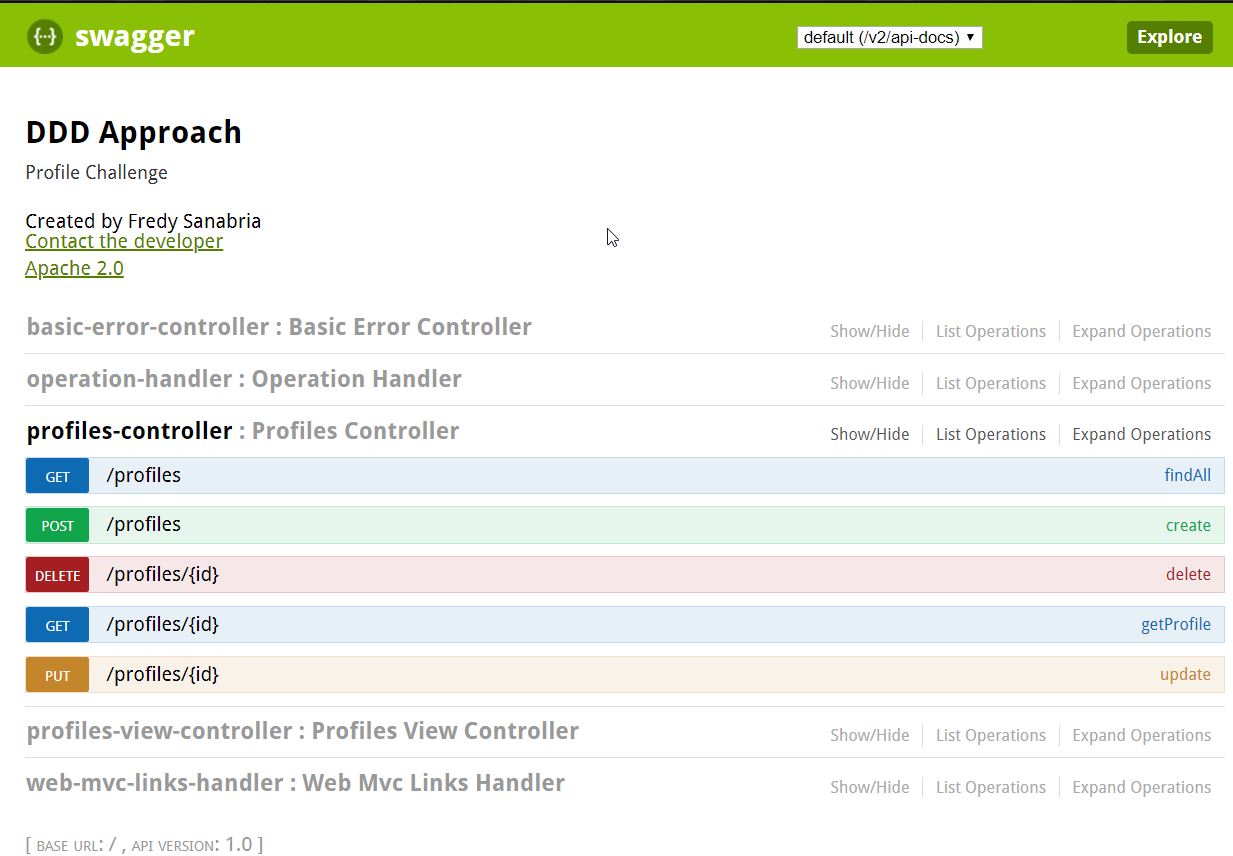 {···} swagger default (/v2/api-docs) ▼ Explore
DDD Approach
Profile Challenge
Created by Fredy Sanabria
Contact the developer
Apache 2.0
basic-error-controller : Basic Error Controller Show/Hide List Operations Expand Operations
operation-handler : Operation Handler Show/Hide List Operations Expand Operations
profiles-controller : Profiles Controller Show/Hide List Operations Expand Operations
GET /profiles findAll
POST /profiles create
DELETE /profiles/{id} delete
GET /profiles/{id} getProfile
PUT /profiles/{id} update
profiles-view-controller : Profiles View Controller Show/Hide List Operations Expand Operations
web-mvc-links-handler : Web Mvc Links Handler Show/Hide List Operations Expand Operations
[ BASE URL: / , API VERSION: 1.0 ]